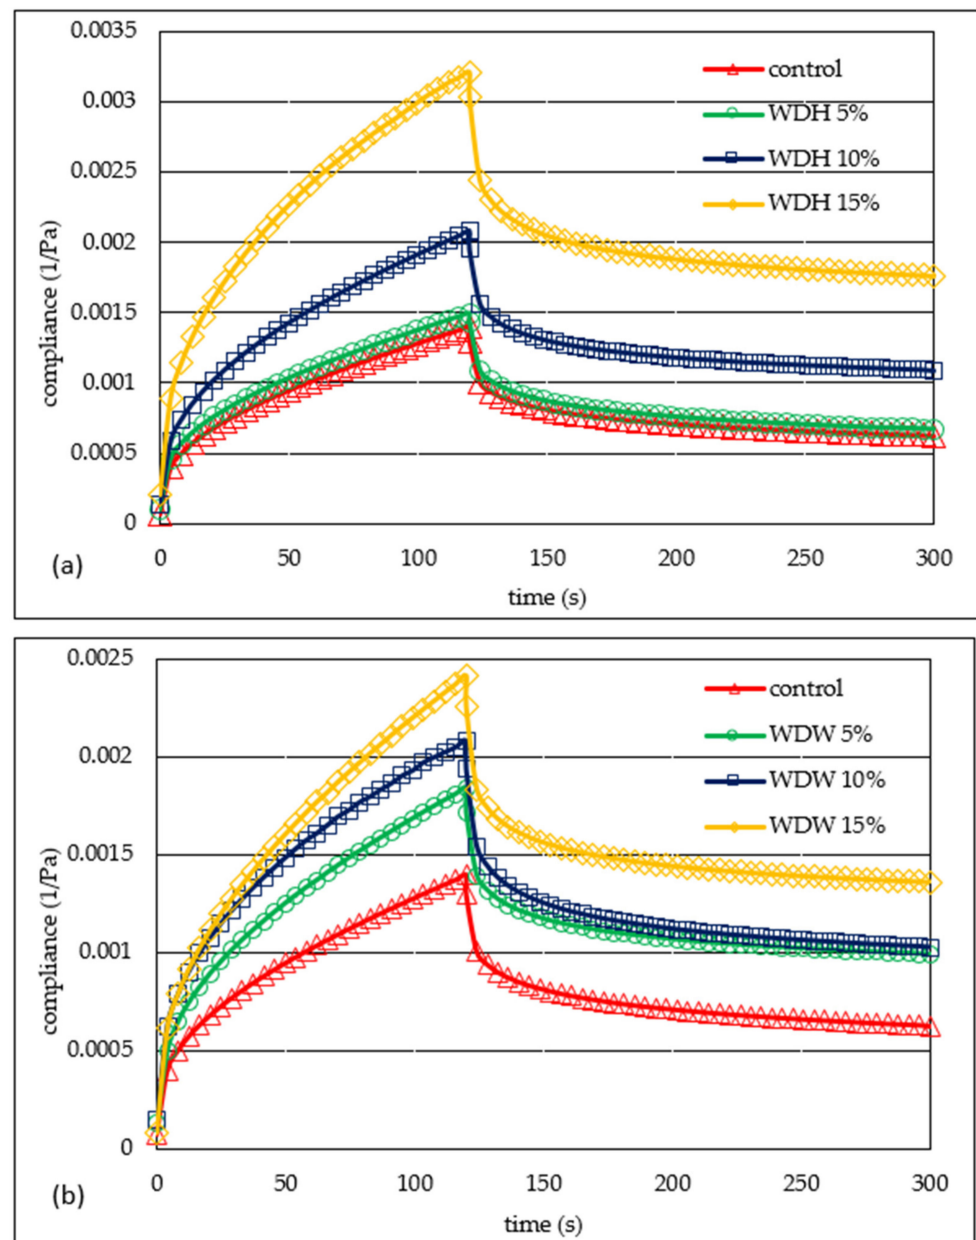 0.0035
0.003
0.0025
0.002
0.0015
0.001
0.0005
0
compliance (1/Pa)
control
WDH 5%
WDH 10%
WDH 15%
0 50 100 150 200 250 300
(a)
time (s)
0.0025
0.002
0.0015
0.001
0.0005
0
compliance (1/Pa)
control
WDW 5%
WDW 10%
WDW 15%
0 50 100 150 200 250 300
(b)
time (s)